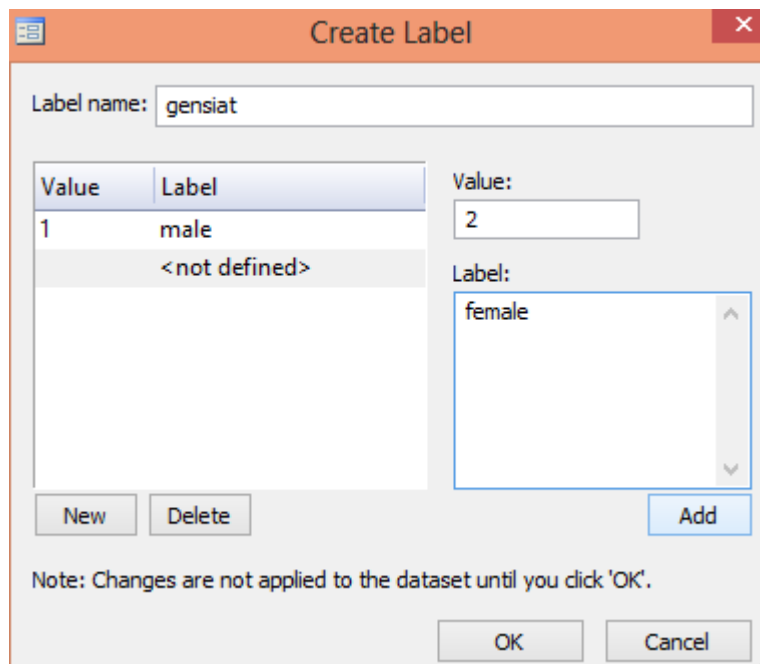 Create Label
Label name: gensiat
Value Label
1 male
<not defined>
Value:
2
Label:
female
New Delete
Add
Note: Changes are not applied to the dataset until you click 'OK'.
OK Cancel